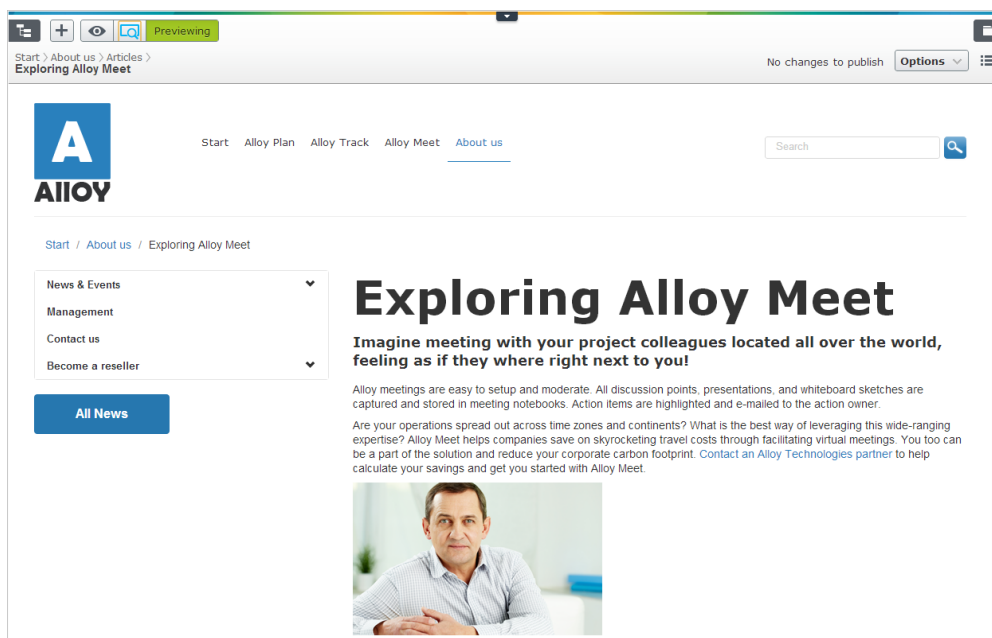 Previewing
Start > About us > Articles >
Exploring Alloy Meet
No changes to publish
Options
A
AllOY
Start Alloy Plan Alloy Track Alloy Meet About us
Search
Start / About us / Exploring Alloy Meet
News & Events
Management
Contact us
Become a reseller
All News
Exploring Alloy Meet
Imagine meeting with your project colleagues located all over the world,
feeling as if they where right next to you!
Alloy meetings are easy to setup and moderate. All discussion points, presentations, and whiteboard sketches are
captured and stored in meeting notebooks. Action items are highlighted and e-mailed to the action owner.
Are your operations spread out across time zones and continents? What is the best way of leveraging this wide-ranging
expertise? Alloy Meet helps companies save on skyrocketing travel costs through facilitating virtual meetings. You too can
be a part of the solution and reduce your corporate carbon footprint. Contact an Alloy Technologies partner to help
calculate your savings and get you started with Alloy Meet.